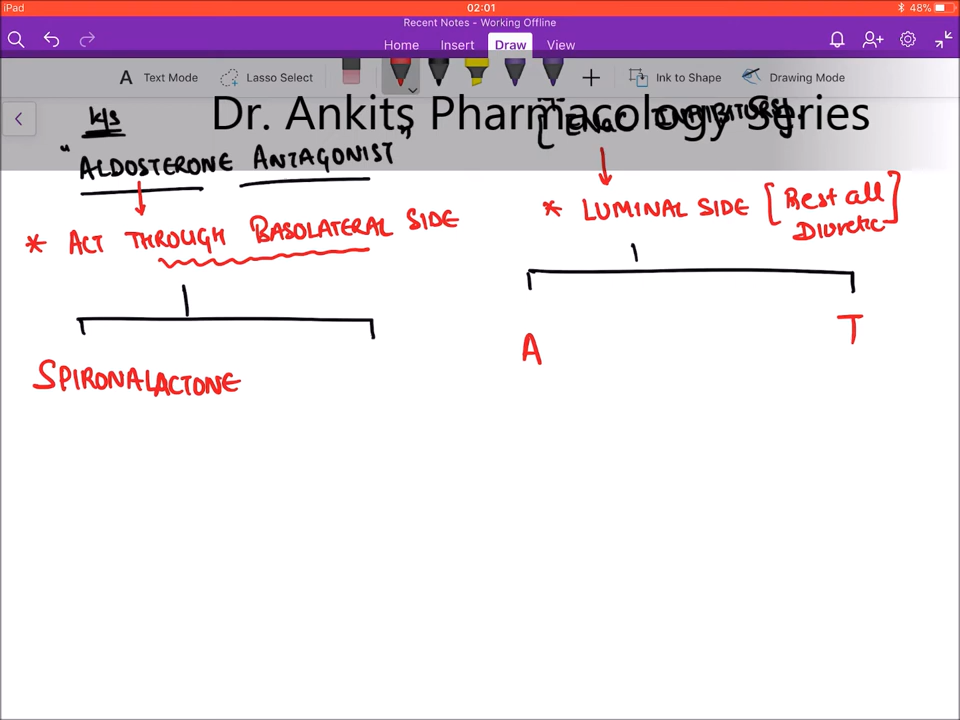 iPad
02:01
48%
Recent Notes - Working Offline
Home
Insert
Draw
View
Text Mode
Lasso Select
Ink to Shape
Drawing Mode
Dr. Ankits Pharmacology Series
K/s
" ALDOSTERONE ANTAGONIST "
* ACT THROUGH BASOLATERAL SIDE
SPIRONALACTONE
[ ENaC INHIBITORS ]
* LUMINAL SIDE [ Rest all
Diuretic ]
A
T